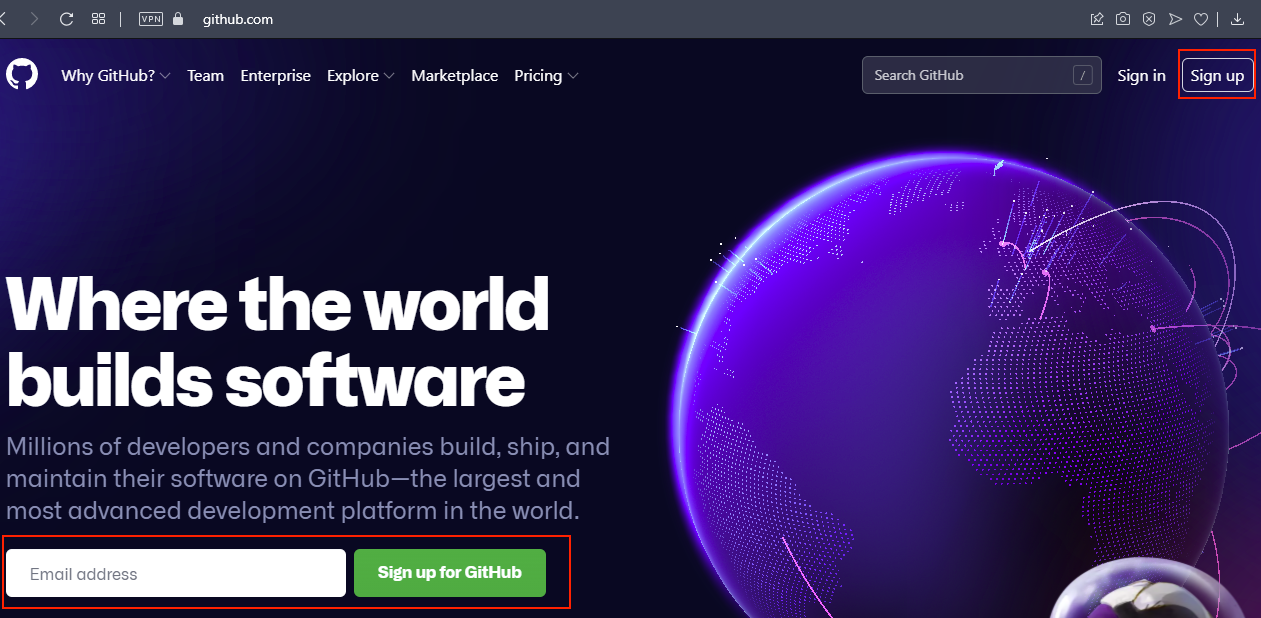 VPN github.com
Why GitHub? Team Enterprise Explore Marketplace Pricing Search GitHub / Sign in Sign up
Where the world
builds software
Millions of developers and companies build, ship, and
maintain their software on GitHub—the largest and
most advanced development platform in the world.
Email address Sign up for GitHub